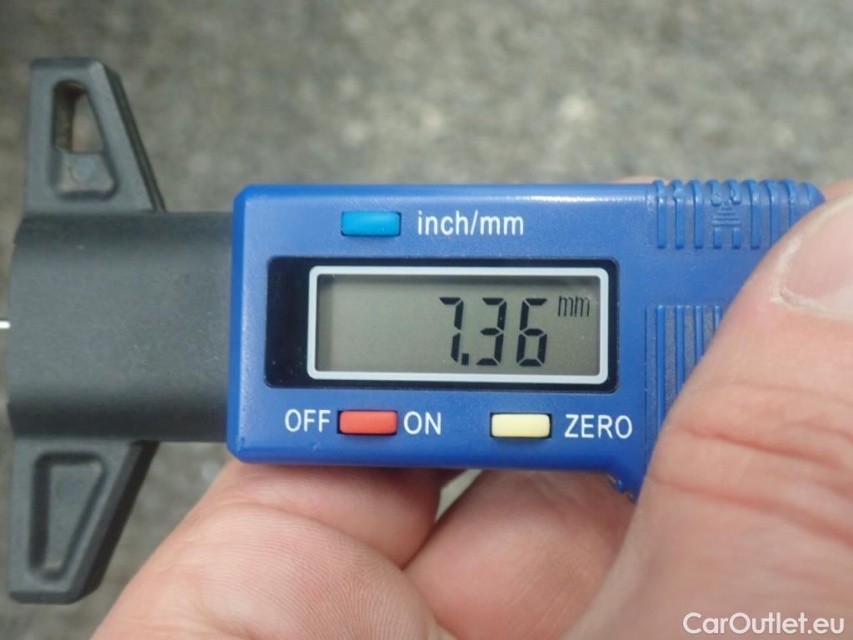 inch/mm
7.36 mm
OFF ON ZERO
CarOutlet.eu